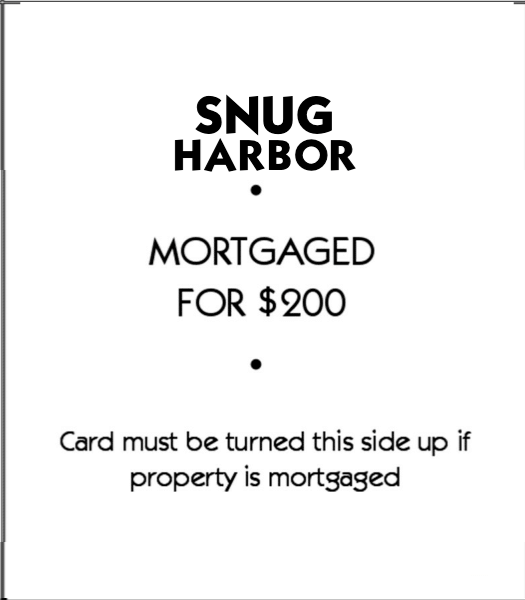 SNUG
HARBOR
•
MORTGAGED
FOR $200
•
Card must be turned this side up if
property is mortgaged